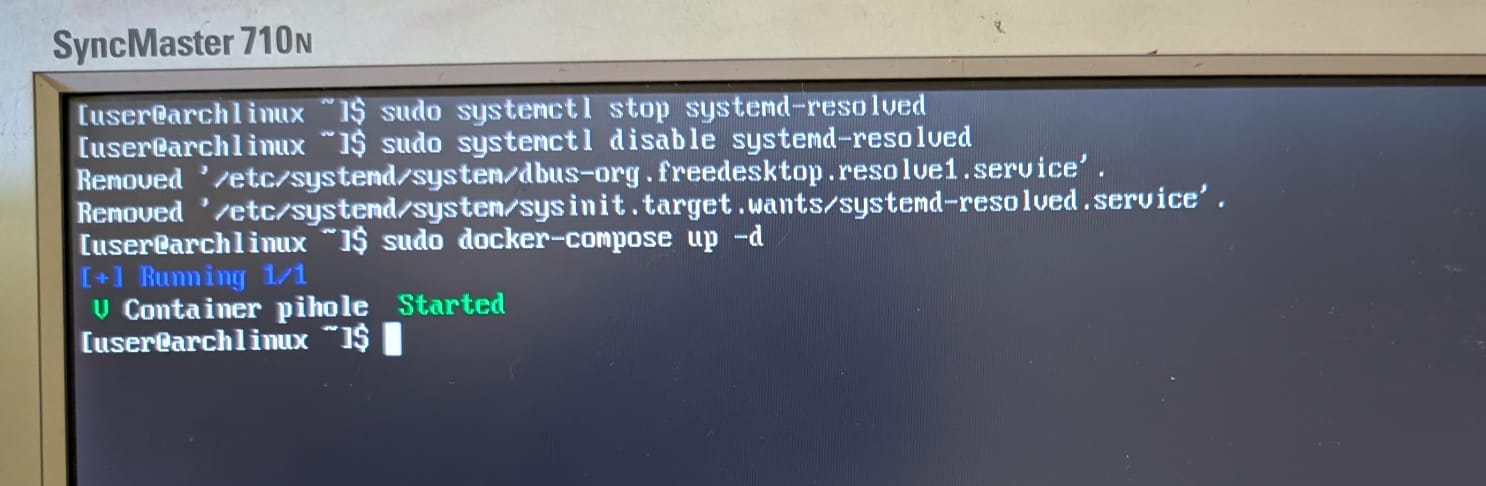 SyncMaster 710N
[user@archlinux ~]$ sudo systemctl stop systemd-resolved
[user@archlinux ~]$ sudo systemctl disable systemd-resolved
Removed '/etc/systemd/system/dbus-org.freedesktop.resolve1.service'.
Removed '/etc/systemd/system/sysinit.target.wants/systemd-resolved.service'.
[user@archlinux ~]$ sudo docker-compose up -d
[+] Running 1/1
V Container pihole  Started
[user@archlinux ~]$